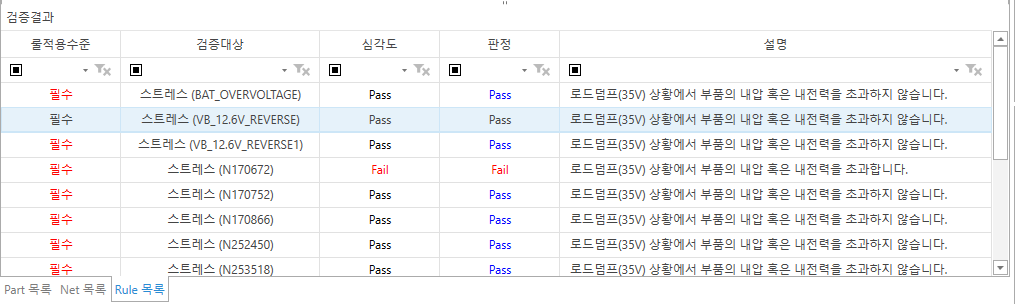 검증결과
룰적용수준 검증대상 심각도 판정 설명
필수 스트레스 (BAT_OVERVOLTAGE) Pass Pass 로드덤프(35V) 상황에서 부품의 내압 혹은 내전력을 초과하지 않습니다.
필수 스트레스 (VB_12.6V_REVERSE) Pass Pass 로드덤프(35V) 상황에서 부품의 내압 혹은 내전력을 초과하지 않습니다.
필수 스트레스 (VB_12.6V_REVERSE1) Pass Pass 로드덤프(35V) 상황에서 부품의 내압 혹은 내전력을 초과하지 않습니다.
필수 스트레스 (N170672) Fail Fail 로드덤프(35V) 상황에서 부품의 내압 혹은 내전력을 초과합니다.
필수 스트레스 (N170752) Pass Pass 로드덤프(35V) 상황에서 부품의 내압 혹은 내전력을 초과하지 않습니다.
필수 스트레스 (N170866) Pass Pass 로드덤프(35V) 상황에서 부품의 내압 혹은 내전력을 초과하지 않습니다.
필수 스트레스 (N252450) Pass Pass 로드덤프(35V) 상황에서 부품의 내압 혹은 내전력을 초과하지 않습니다.
필수 스트레스 (N253518) Pass Pass 로드덤프(35V) 상황에서 부품의 내압 혹은 내전력을 초과하지 않습니다.
Part 목록 Net 목록 Rule 목록